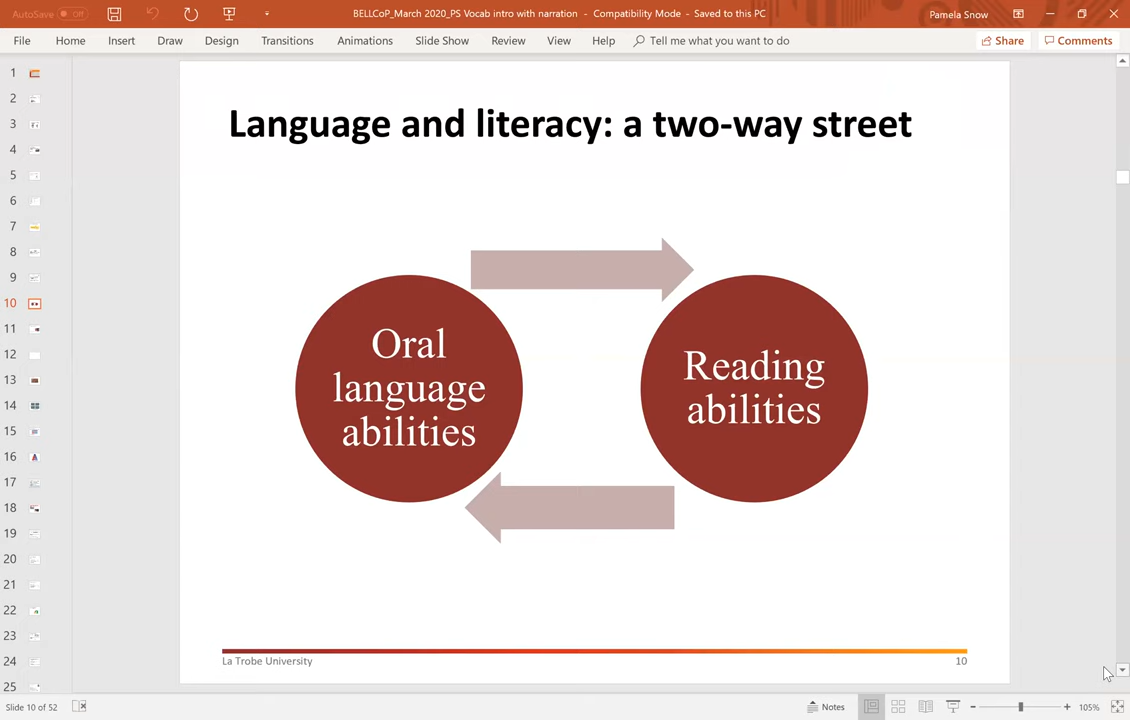 AutoSave Off
BELLCoP_March 2020_PS Vocab intro with narration - Compatibility Mode - Saved to this PC
Pamela Snow
File Home Insert Draw Design Transitions Animations Slide Show Review View Help Tell me what you want to do Share Comments
1
2
3
4
5
6
7
8
9
10
11
12
13
14
15
16
17
18
19
20
21
22
23
24
25
Language and literacy: a two-way street
Oral
language
abilities
Reading
abilities
La Trobe University 10
Slide 10 of 52 Notes 105%